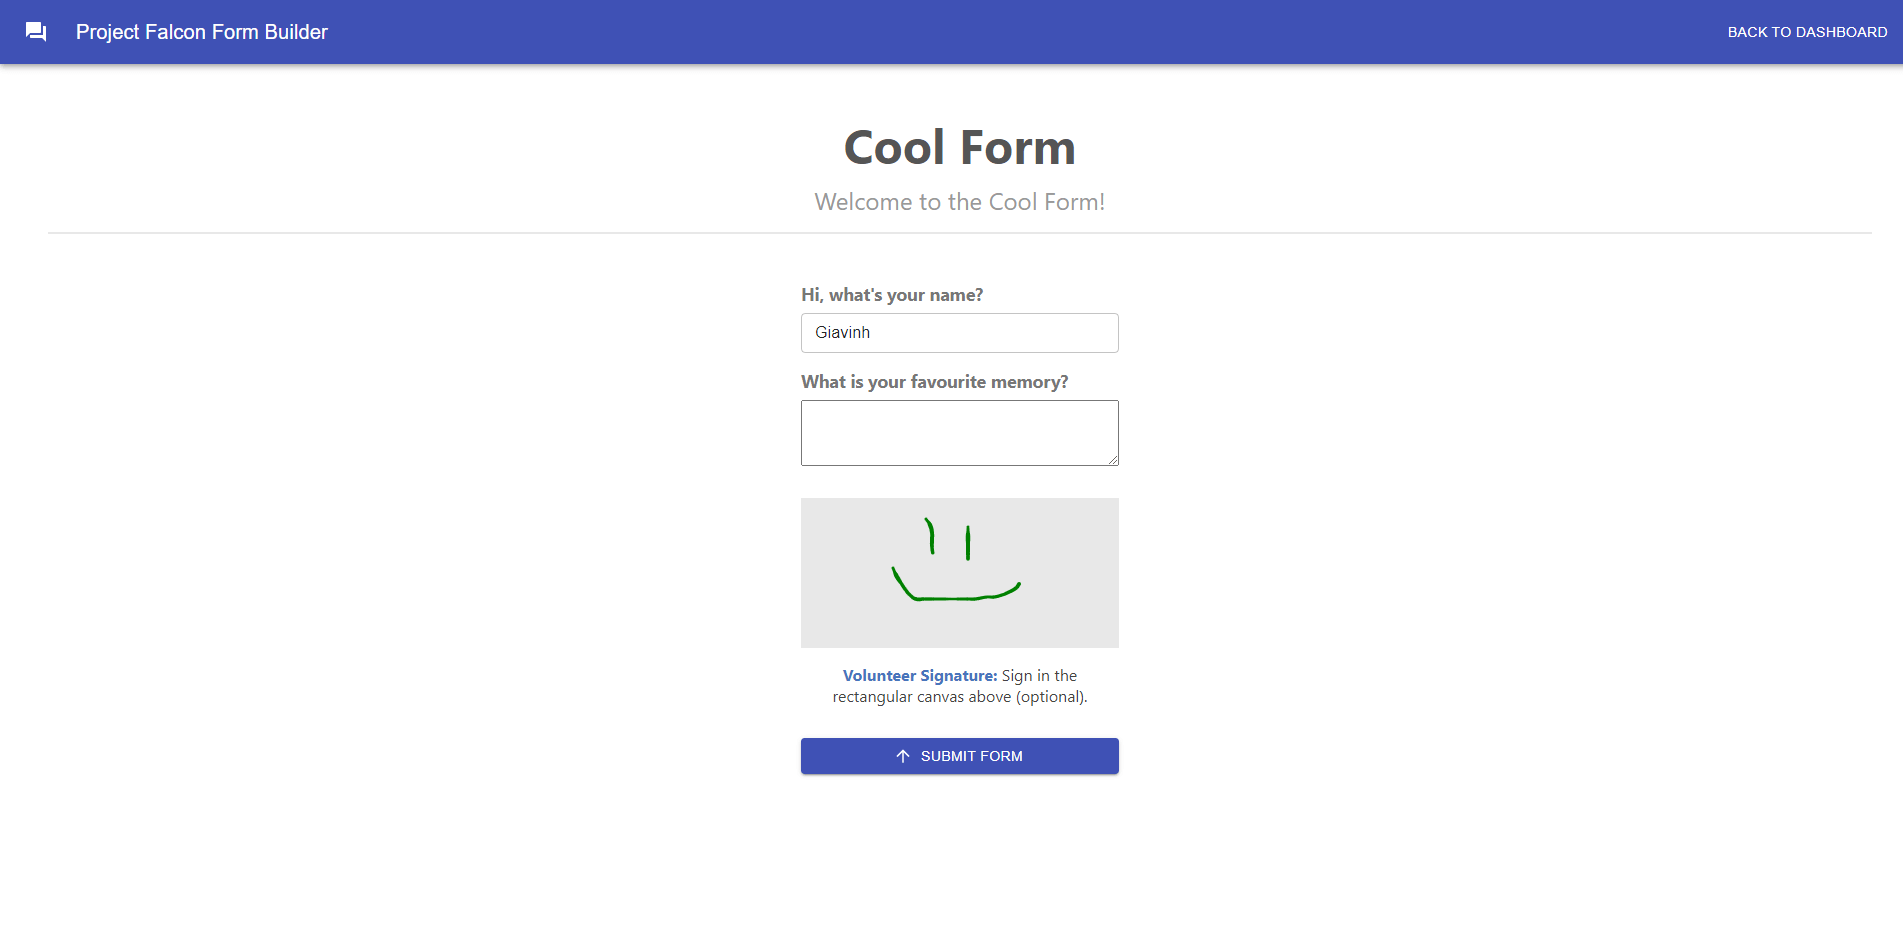 Project Falcon Form Builder
BACK TO DASHBOARD
Cool Form
Welcome to the Cool Form!
Hi, what's your name?
Giavinh
What is your favourite memory?
Volunteer Signature: Sign in the
rectangular canvas above (optional).
SUBMIT FORM